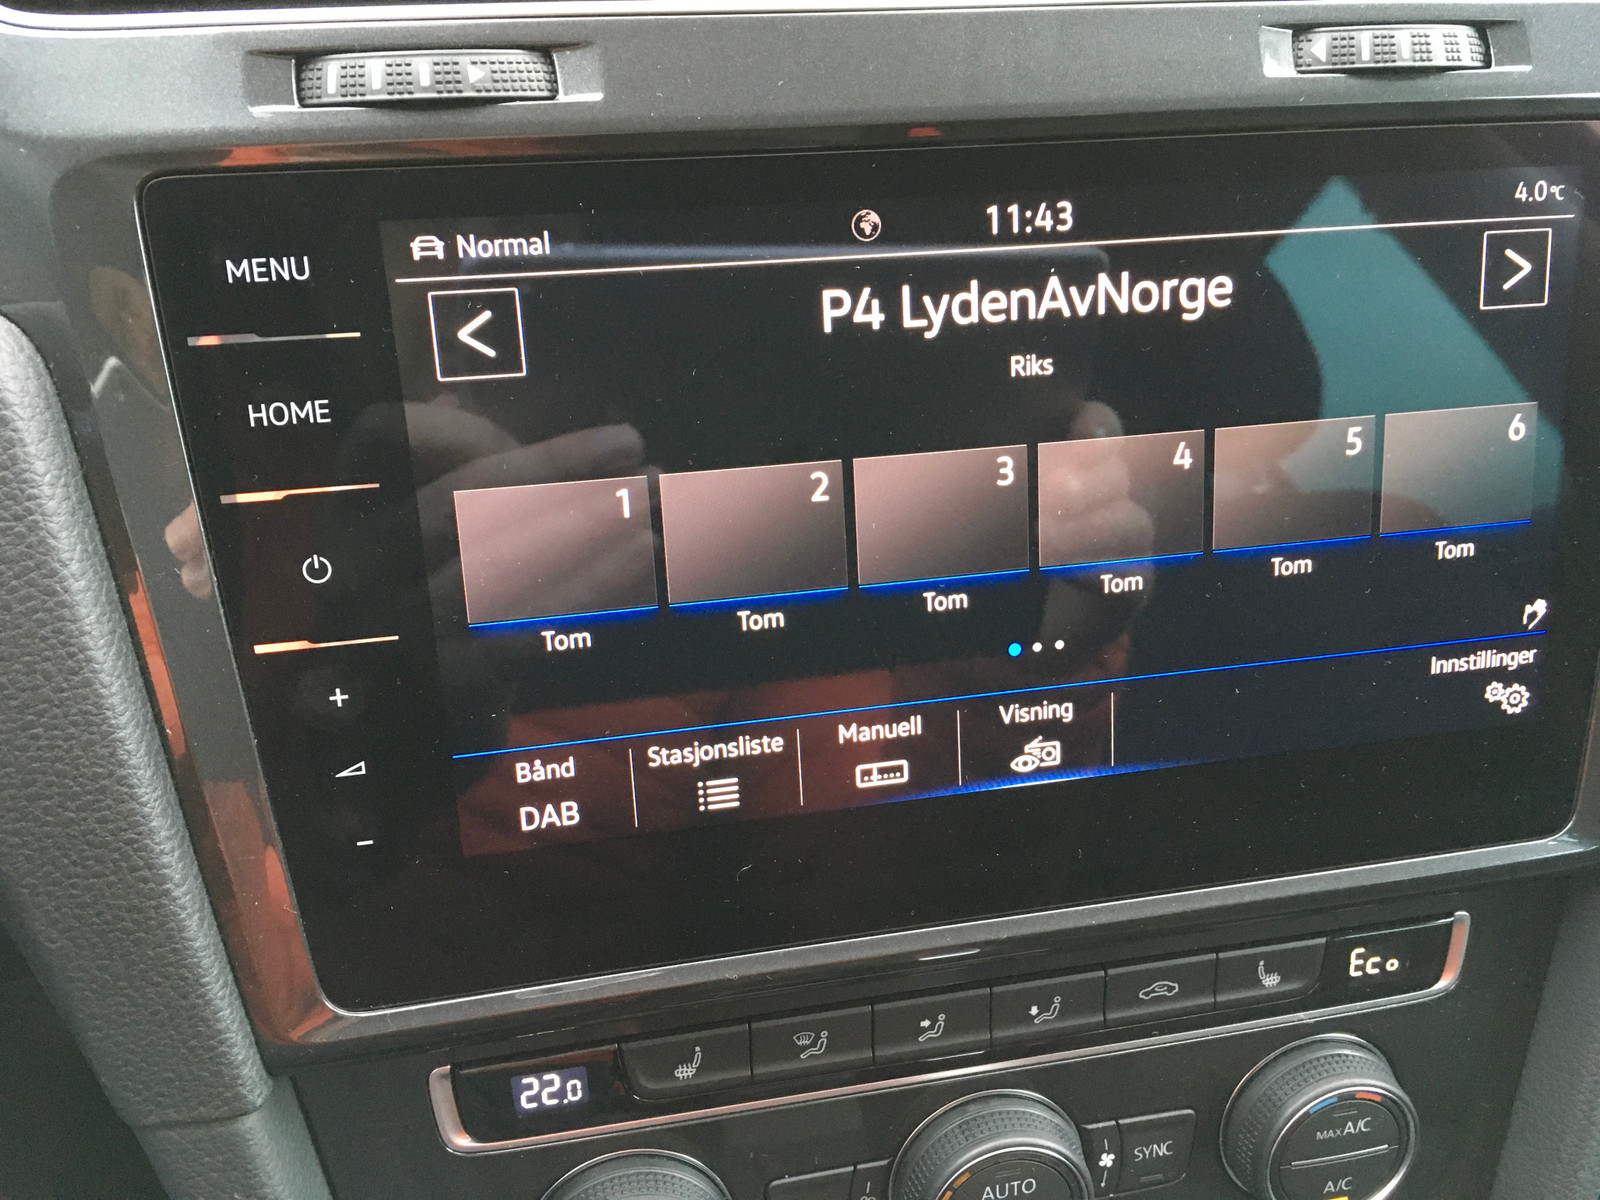 MENU
HOME
Normal
11:43
4.0°C
<
P4 LydenAvNorge
>
Riks
1
2
3
4
5
6
Tom
Tom
Tom
Tom
Tom
Tom
Innstillinger
Bånd
DAB
Stasjonsliste
Manuell
Visning
+
−
22.0
Eco
AUTO
SYNC
MAX A/C
A/C